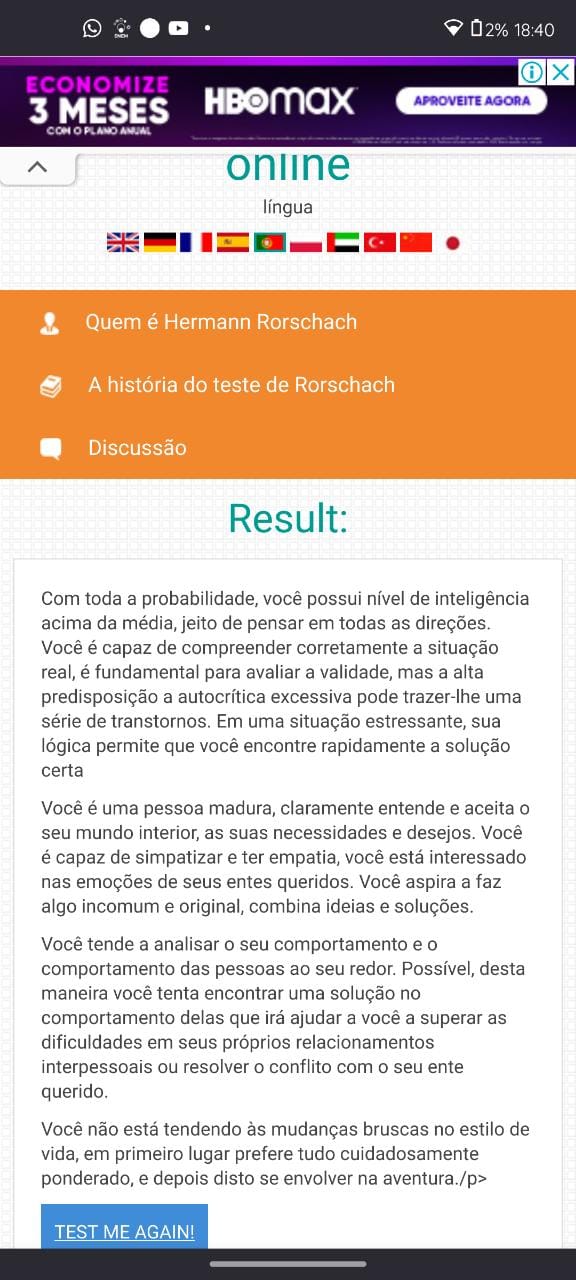 2% 18:40
ECONOMIZE
3 MESES
COM O PLANO ANUAL
HBO max
APROVEITE AGORA
online
língua
Quem é Hermann Rorschach
A história do teste de Rorschach
Discussão
Result:
Com toda a probabilidade, você possui nível de inteligência
acima da média, jeito de pensar em todas as direções.
Você é capaz de compreender corretamente a situação
real, é fundamental para avaliar a validade, mas a alta
predisposição a autocrítica excessiva pode trazer-lhe uma
série de transtornos. Em uma situação estressante, sua
lógica permite que você encontre rapidamente a solução
certa
Você é uma pessoa madura, claramente entende e aceita o
seu mundo interior, as suas necessidades e desejos. Você
é capaz de simpatizar e ter empatia, você está interessado
nas emoções de seus entes queridos. Você aspira a faz
algo incomum e original, combina ideias e soluções.
Você tende a analisar o seu comportamento e o
comportamento das pessoas ao seu redor. Possível, desta
maneira você tenta encontrar uma solução no
comportamento delas que irá ajudar a você a superar as
dificuldades em seus próprios relacionamentos
interpessoais ou resolver o conflito com o seu ente
querido.
Você não está tendendo às mudanças bruscas no estilo de
vida, em primeiro lugar prefere tudo cuidadosamente
ponderado, e depois disto se envolver na aventura./p>
TEST ME AGAIN!